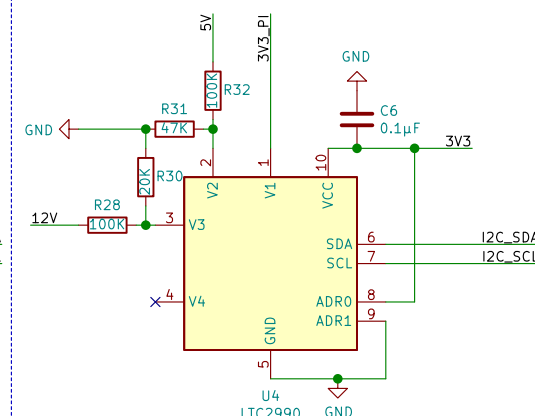 5V
3V3_PI
GND
R32
100K
R31
C6
GND
47K
0.1µF
3V3
2
1
10
20K
R30
V2
V1
VCC
R28
12V
100K
3
V3
SDA
6
I2C_SDA
SCL
7
I2C_SCL
4
V4
ADR0
8
ADR1
9
GND
5
U4
LTC2990
GND